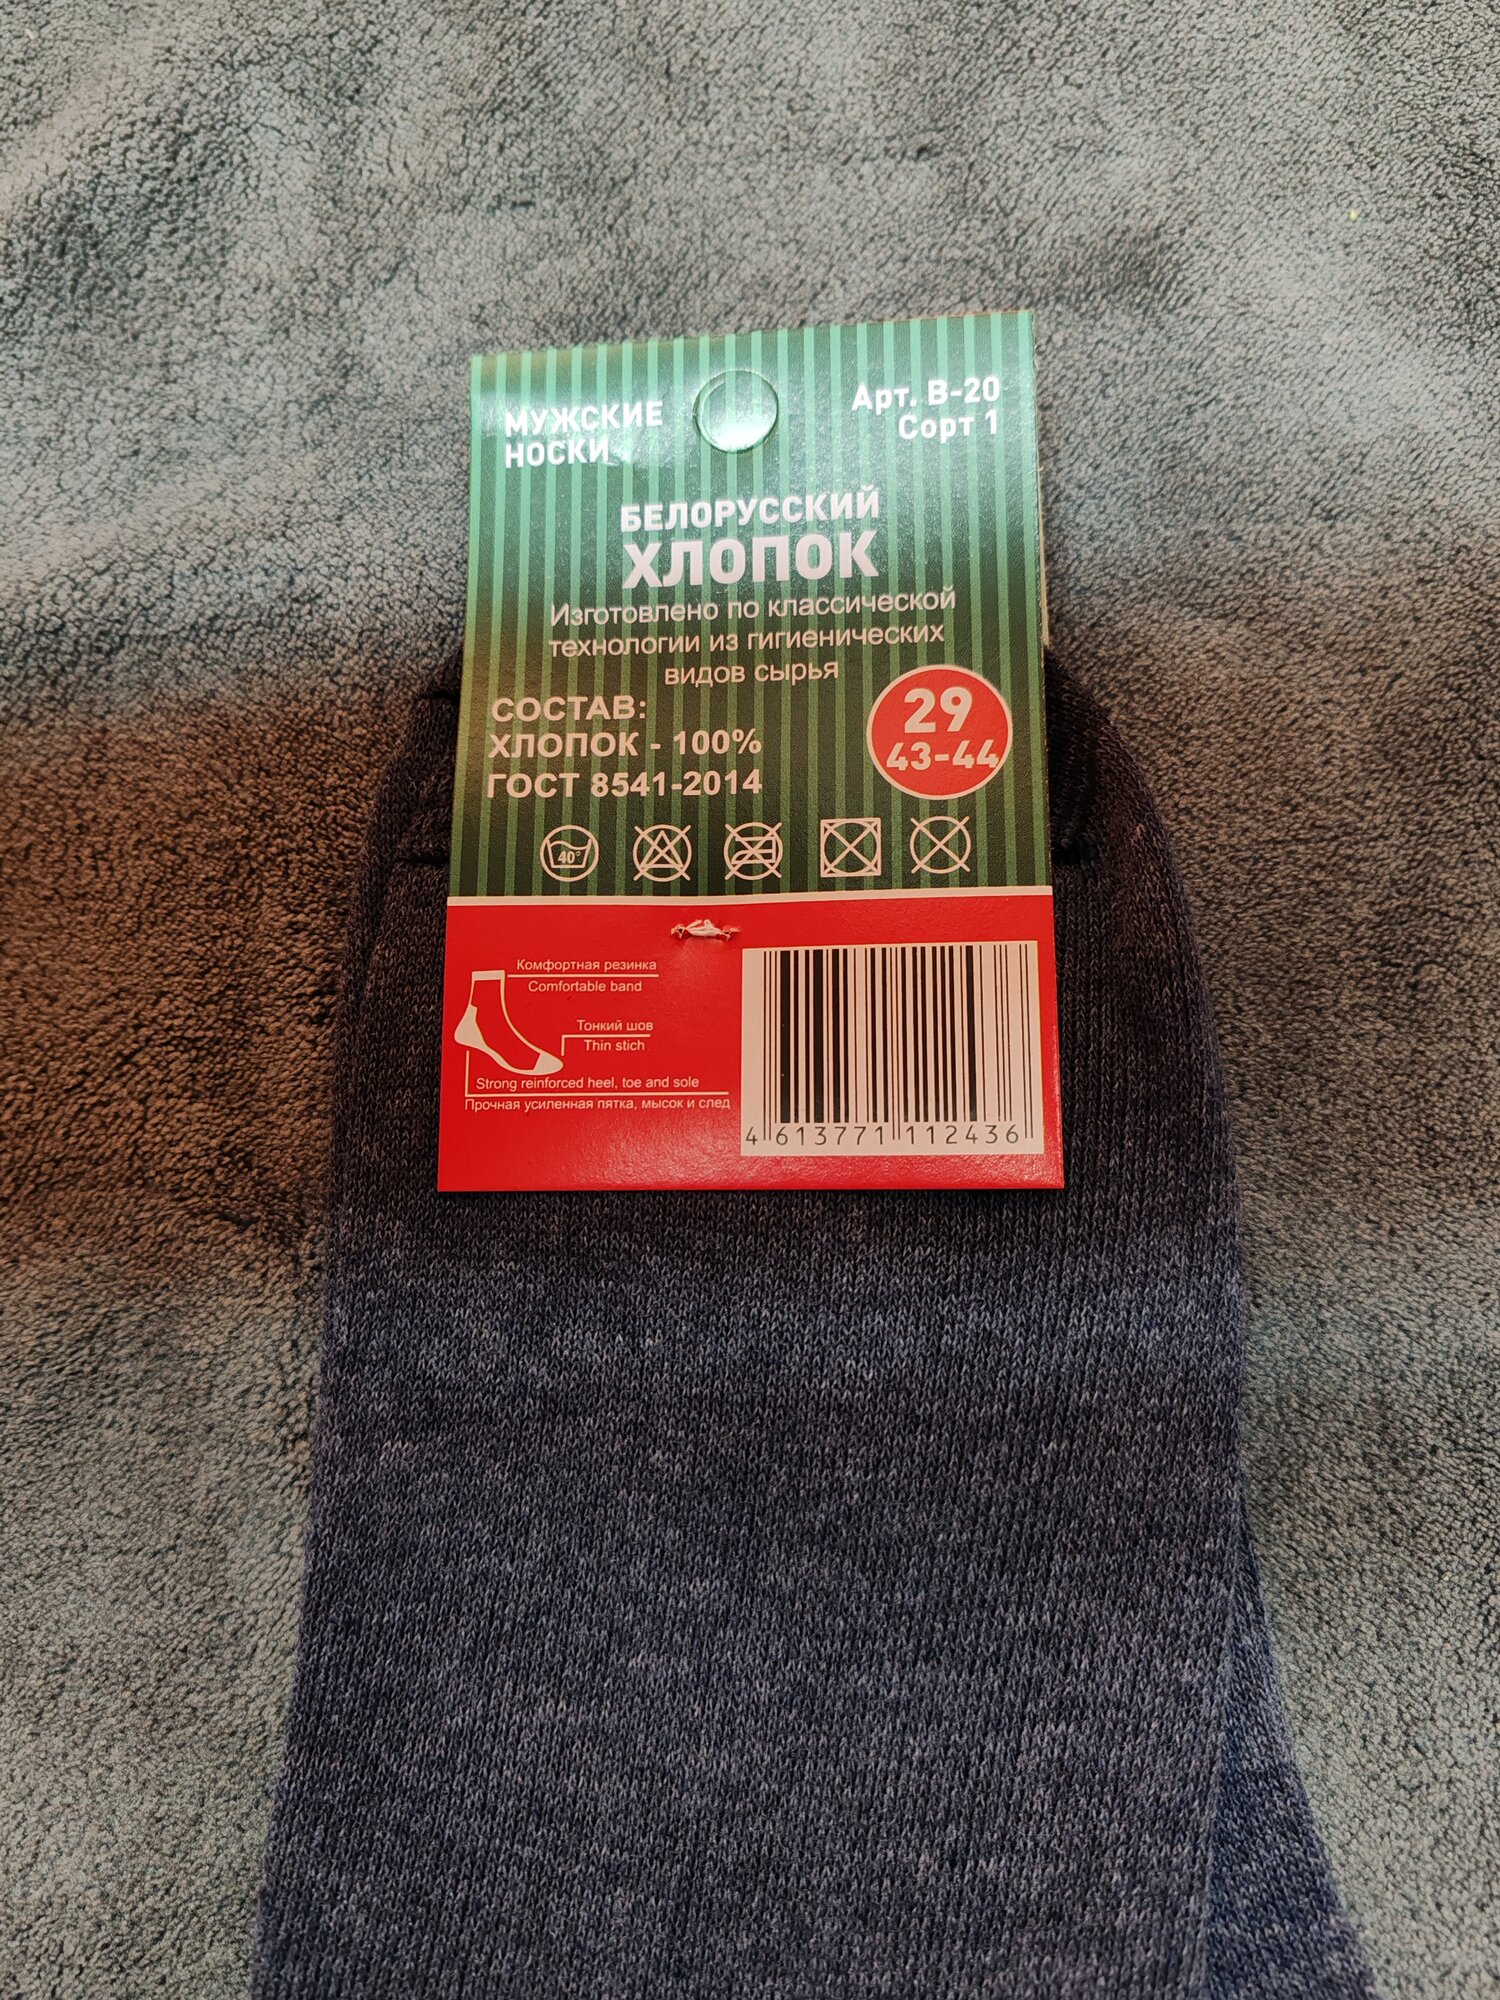 МУЖСКИЕ
НОСКИ
Арт. В-20
Сорт 1
БЕЛОРУССКИЙ
ХЛОПОК
Изготовлено по классической
технологии из гигиенических
видов сырья
СОСТАВ:
ХЛОПОК - 100%
ГОСТ 8541-2014
29
43-44
40°
Комфортная резинка
Comfortable band
Тонкий шов
Thin stich
Strong reinforced heel, toe and sole
Прочная усиленная пятка, мысок и след
4 613771 112436